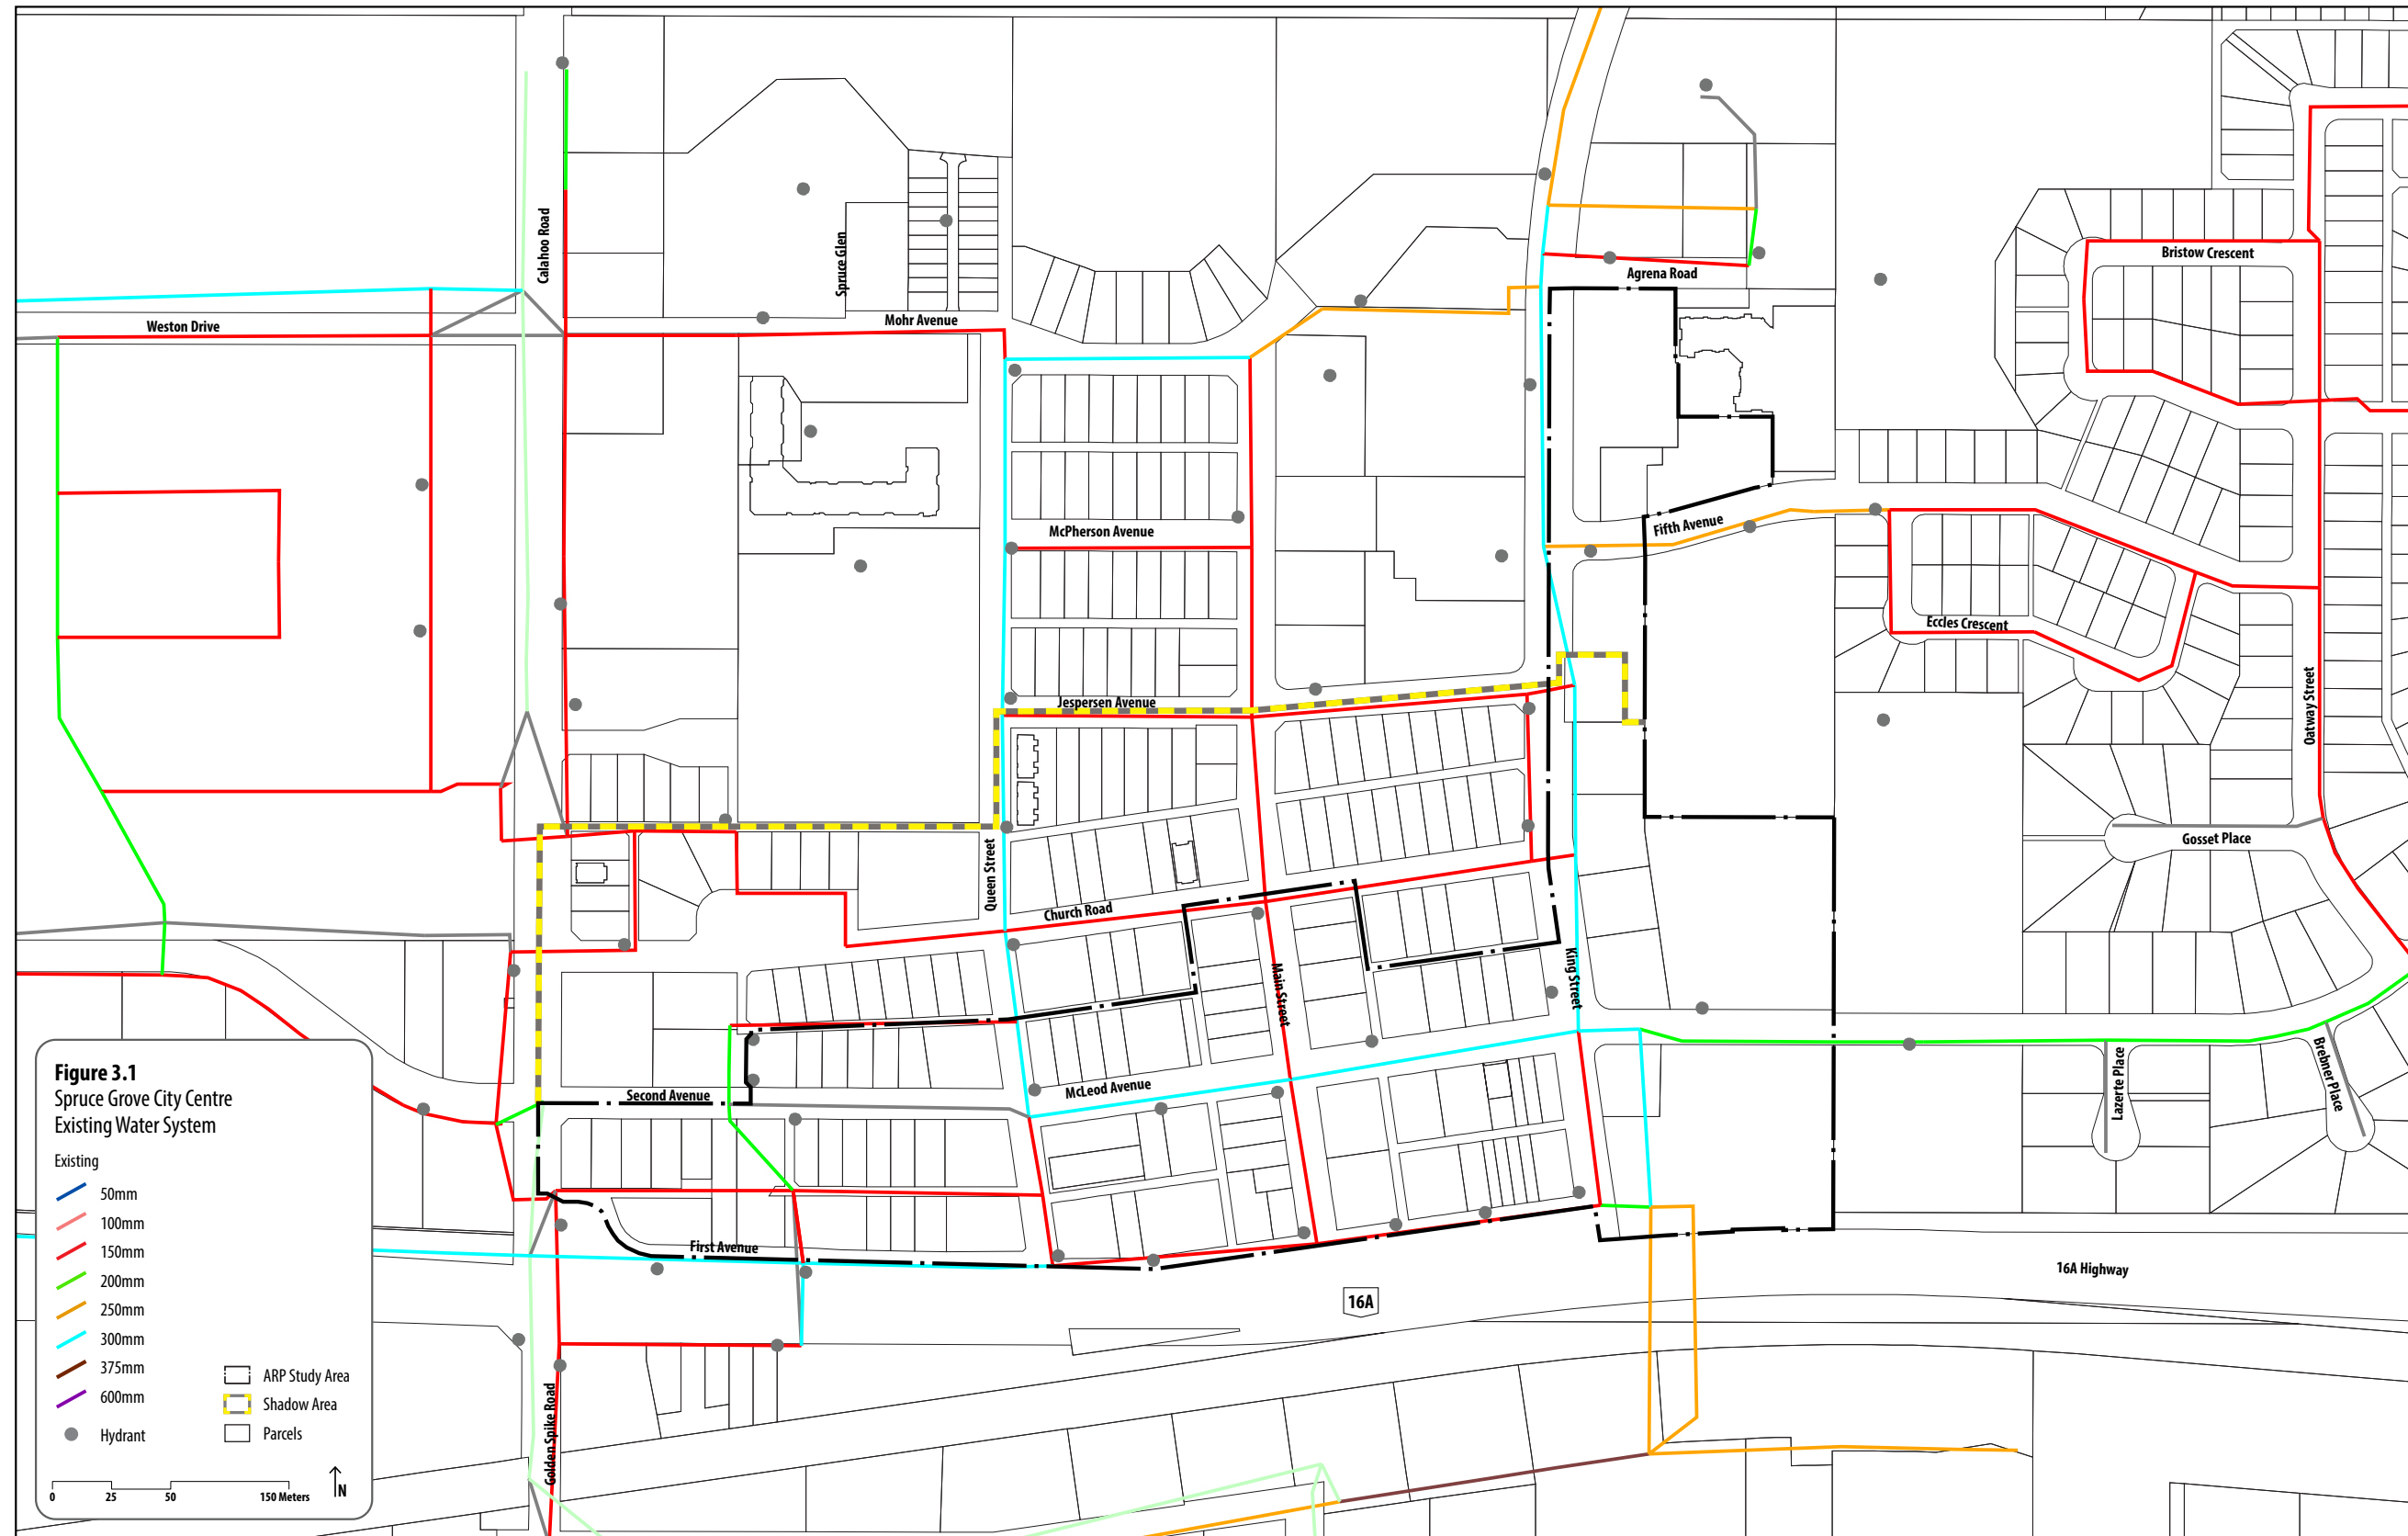 Calahoo Road
Spruce Glen
Agrena Road
Bristow Crescent
Weston Drive
Mohr Avenue
McPherson Avenue
Fifth Avenue
Eccles Crescent
Jespersen Avenue
Oatway Street
Gosset Place
Queen Street
Church Road
Main Street
King Street
McLeod Avenue
Second Avenue
Lazerte Place
Brebner Place
First Avenue
16A Highway
16A
Golden Spike Road
Figure 3.1
Spruce Grove City Centre
Existing Water System
Existing
50mm
100mm
150mm
200mm
250mm
300mm
375mm
600mm
Hydrant
ARP Study Area
Shadow Area
Parcels
0 25 50 150 Meters
N